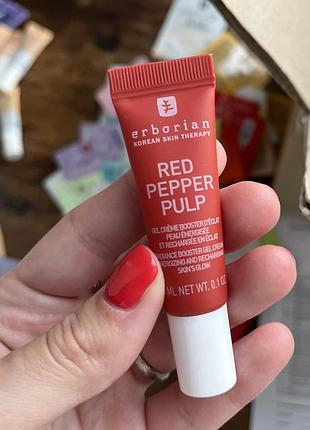 erborian
KOREAN SKIN THERAPY
RED
PEPPER
PULP
GEL CRÈME BOOSTER D'ÉCLAT
PEAU ÉNERGISÉE
ET RECHARGÉE EN ÉCLAT
RADIANCE BOOSTER GEL CREAM
ENERGIZING AND RECHARGING
SKIN'S GLOW
ML NET WT. 0.1 OZ